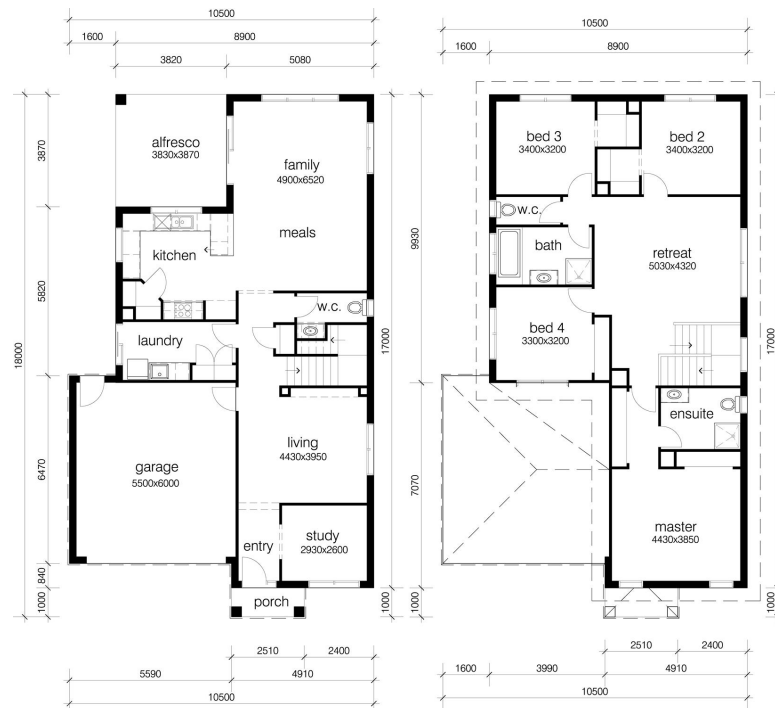 10500
1600
8900
3820
5080
3870
5820
18000
6470
840
1000
17000
1000
alfresco
3830x3870
family
4900x6520
meals
kitchen
w.c.
laundry
living
4430x3950
garage
5500x6000
study
2930x2600
entry
porch
2510
2400
5590
4910
10500
10500
1600
8900
9930
7070
1000
17000
1000
bed 3
3400x3200
bed 2
3400x3200
w.c.
bath
retreat
5030x4320
bed 4
3300x3200
ensuite
master
4430x3850
2510
2400
1600
3990
4910
10500